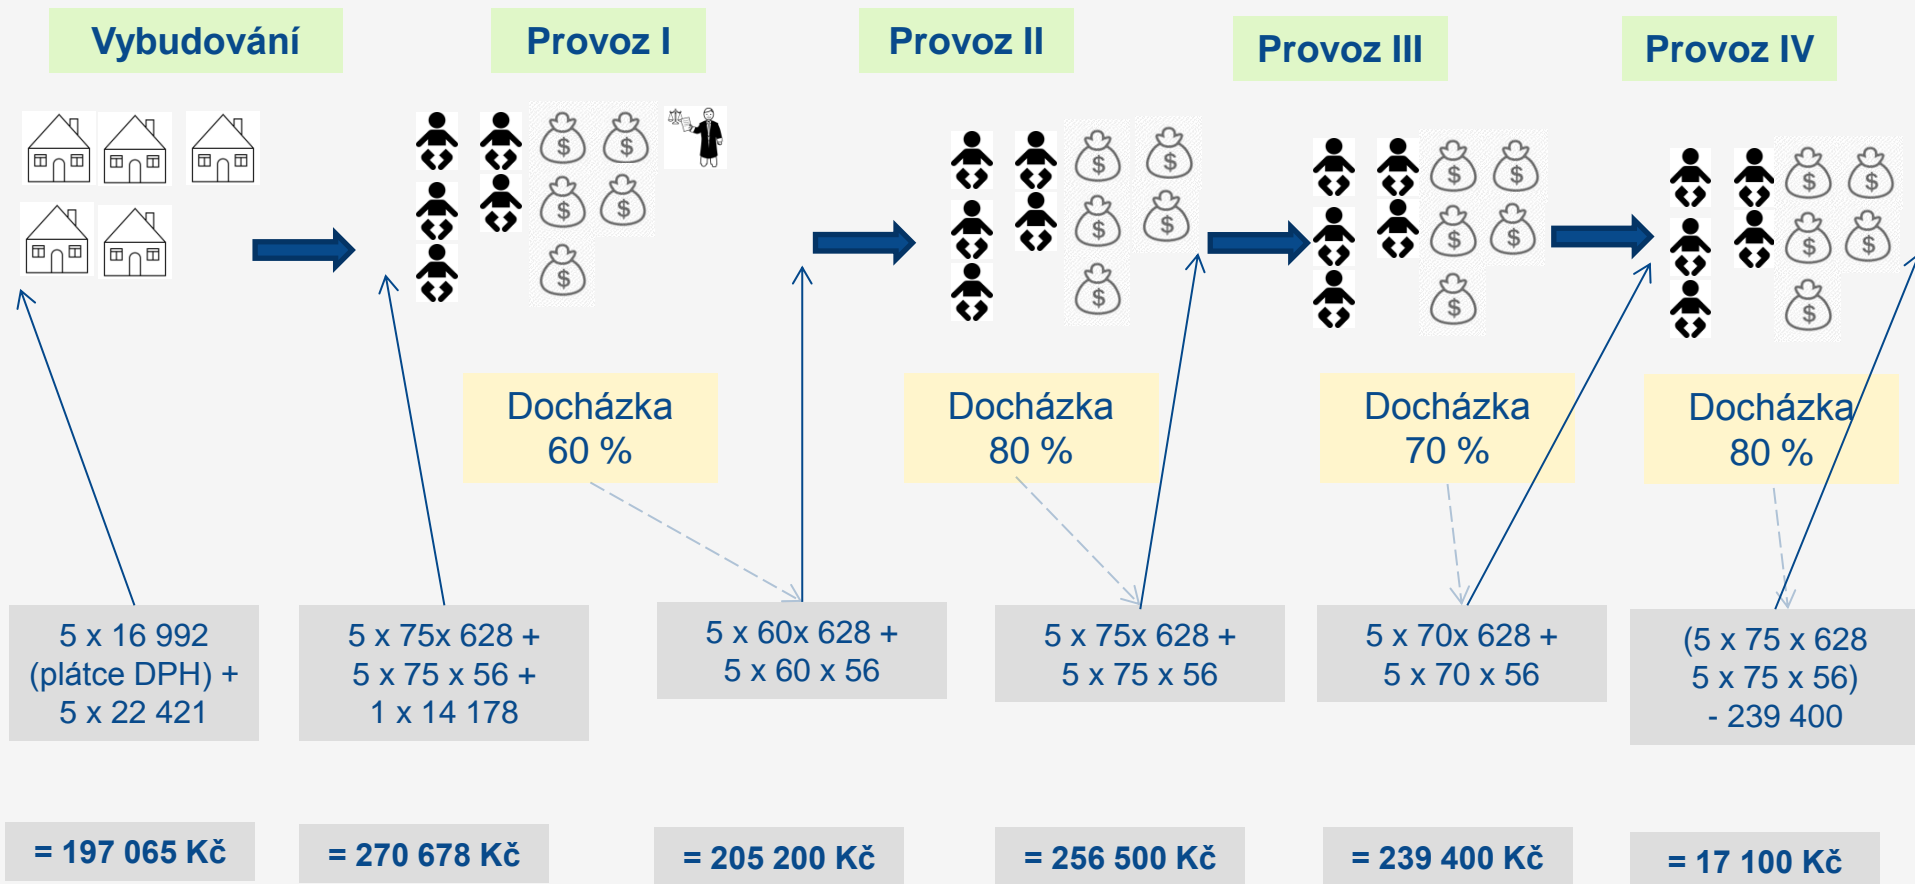 Vybudování
Provoz I
Provoz II
Provoz III
Provoz IV
Docházka
60 %
Docházka
80 %
Docházka
70 %
Docházka
80 %
5 x 16 992
(plátce DPH) +
5 x 22 421
5 x 75x 628 +
5 x 75 x 56 +
1 x 14 178
5 x 60x 628 +
5 x 60 x 56
5 x 75x 628 +
5 x 75 x 56
5 x 70x 628 +
5 x 70 x 56
(5 x 75 x 628
5 x 75 x 56)
- 239 400
= 197 065 Kč
= 270 678 Kč
= 205 200 Kč
= 256 500 Kč
= 239 400 Kč
= 17 100 Kč